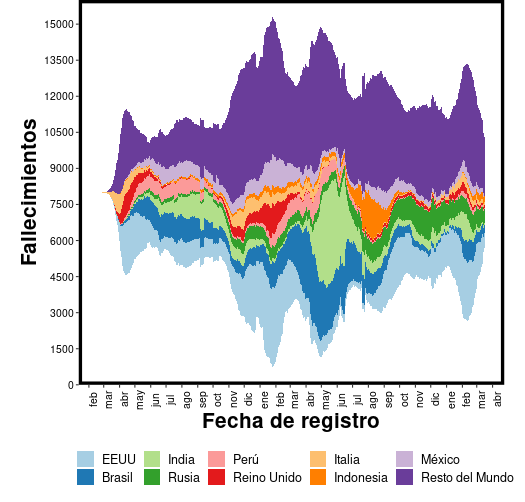 Fallecimientos
15000
13500
12000
10500
9000
7500
6000
4500
3000
1500
0
feb mar abr may jun jul ago sep oct nov dic ene feb mar abr may jun jul ago sep oct nov dic ene feb mar abr
Fecha de registro
EEUU India Perú Italia México
Brasil Rusia Reino Unido Indonesia Resto del Mundo